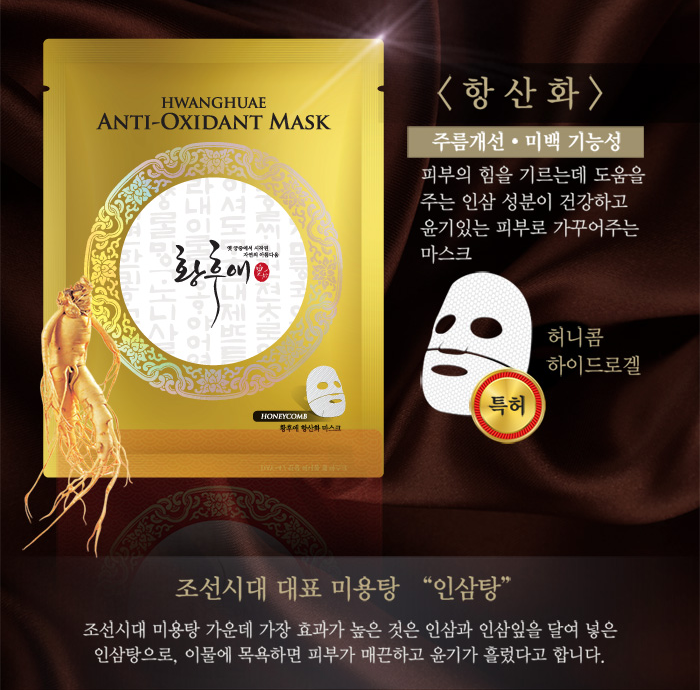 HWANGHUAE
ANTI-OXIDANT MASK
옛 궁중에서 시작된
자연의 아름다움
황후애
HONEYCOMB
황후애 항산화 마스크
〈항산화〉
주름개선 • 미백 기능성
피부의 힘을 기르는데 도움을
주는 인삼 성분이 건강하고
윤기있는 피부로 가꾸어주는
마스크
허니콤
하이드로겔
특허
조선시대 대표 미용탕 “인삼탕”
조선시대 미용탕 가운데 가장 효과가 높은 것은 인삼과 인삼잎을 달여 넣은
인삼탕으로, 이물에 목욕하면 피부가 매끈하고 윤기가 흘렀다고 합니다.